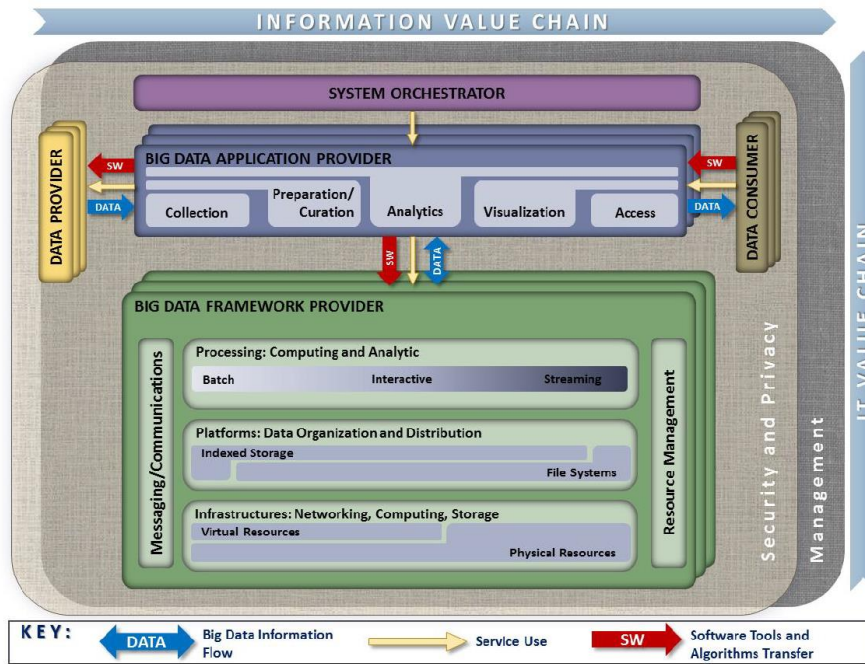 INFORMATION VALUE CHAIN
SYSTEM ORCHESTRATOR
DATA PROVIDER
SW
DATA
BIG DATA APPLICATION PROVIDER
Collection
Preparation/
Curation
Analytics
Visualization
Access
SW
DATA
DATA CONSUMER
SW
DATA
BIG DATA FRAMEWORK PROVIDER
Messaging/Communications
Processing: Computing and Analytic
Batch
Interactive
Streaming
Platforms: Data Organization and Distribution
Indexed Storage
File Systems
Infrastructures: Networking, Computing, Storage
Virtual Resources
Physical Resources
Resource Management
Security and Privacy
Management
IT VALUE CHAIN
KEY:
DATA
Big Data Information
Flow
Service Use
SW
Software Tools and
Algorithms Transfer